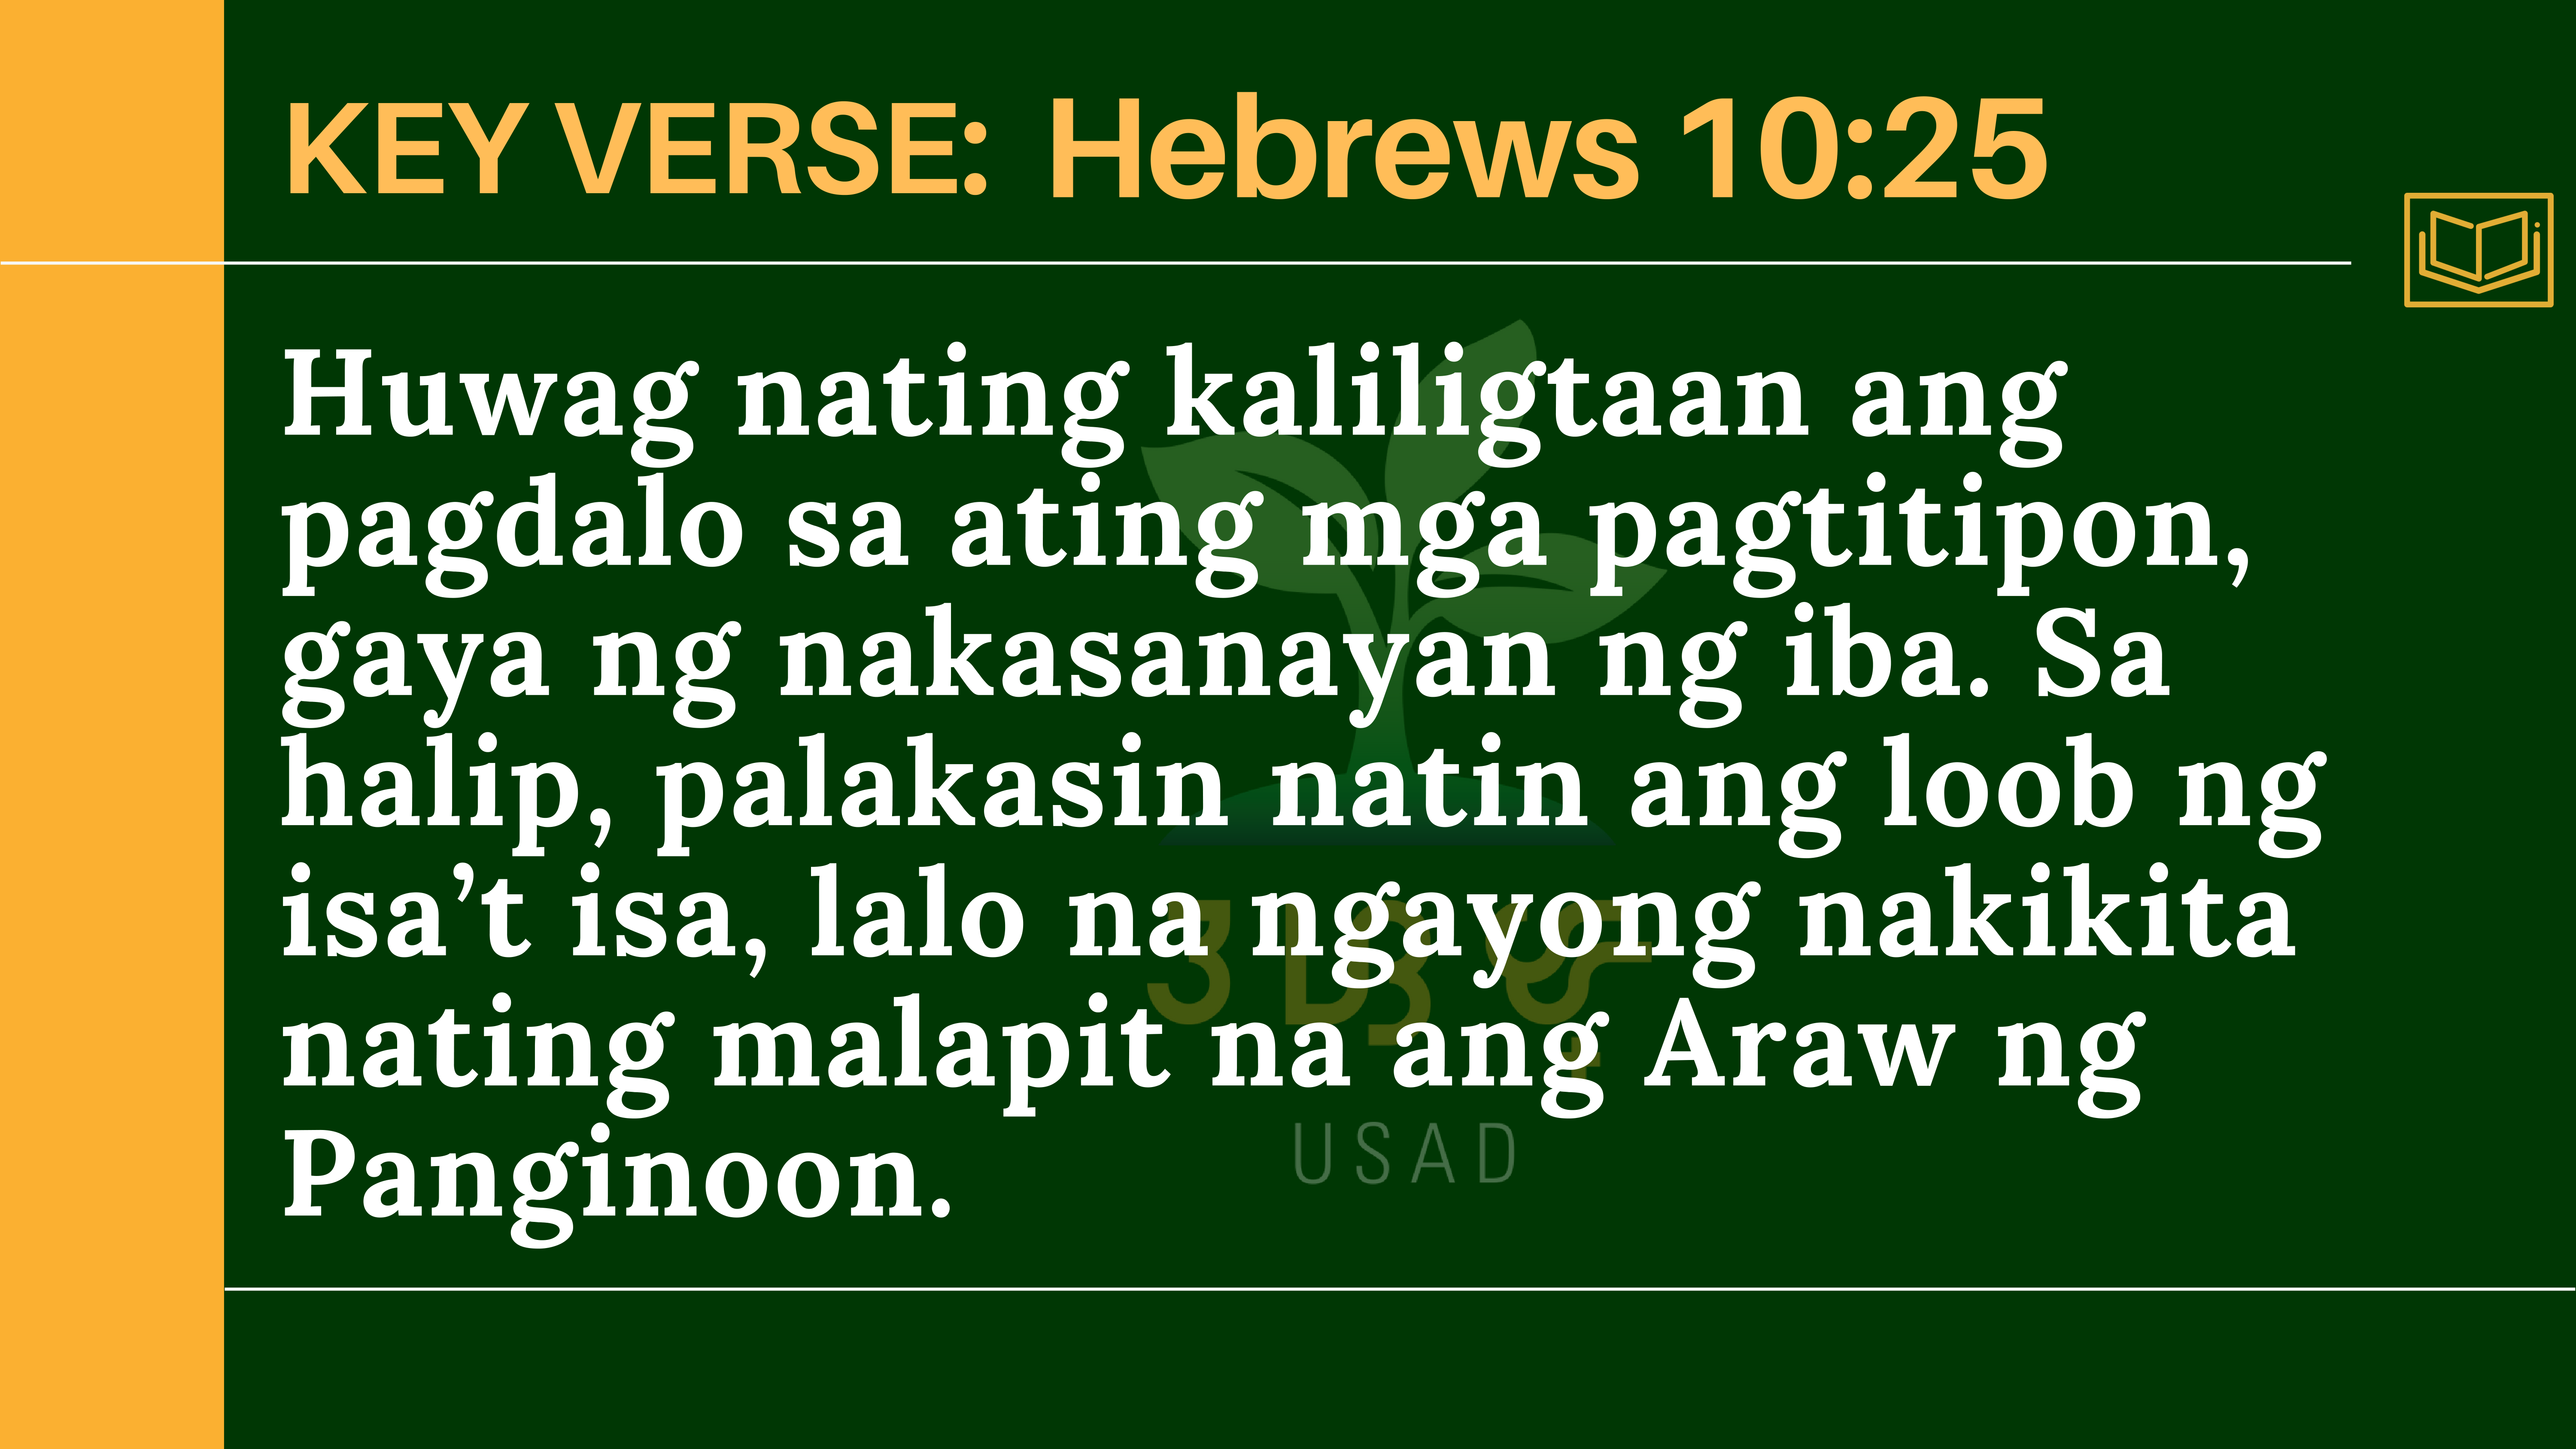 KEY VERSE: Hebrews 10:25
Huwag nating kaliligtaan ang
pagdalo sa ating mga pagtitipon,
gaya ng nakasanayan ng iba. Sa
halip, palakasin natin ang loob ng
isa’t isa, lalo na ngayong nakikita
nating malapit na ang Araw ng
Panginoon.
USAD